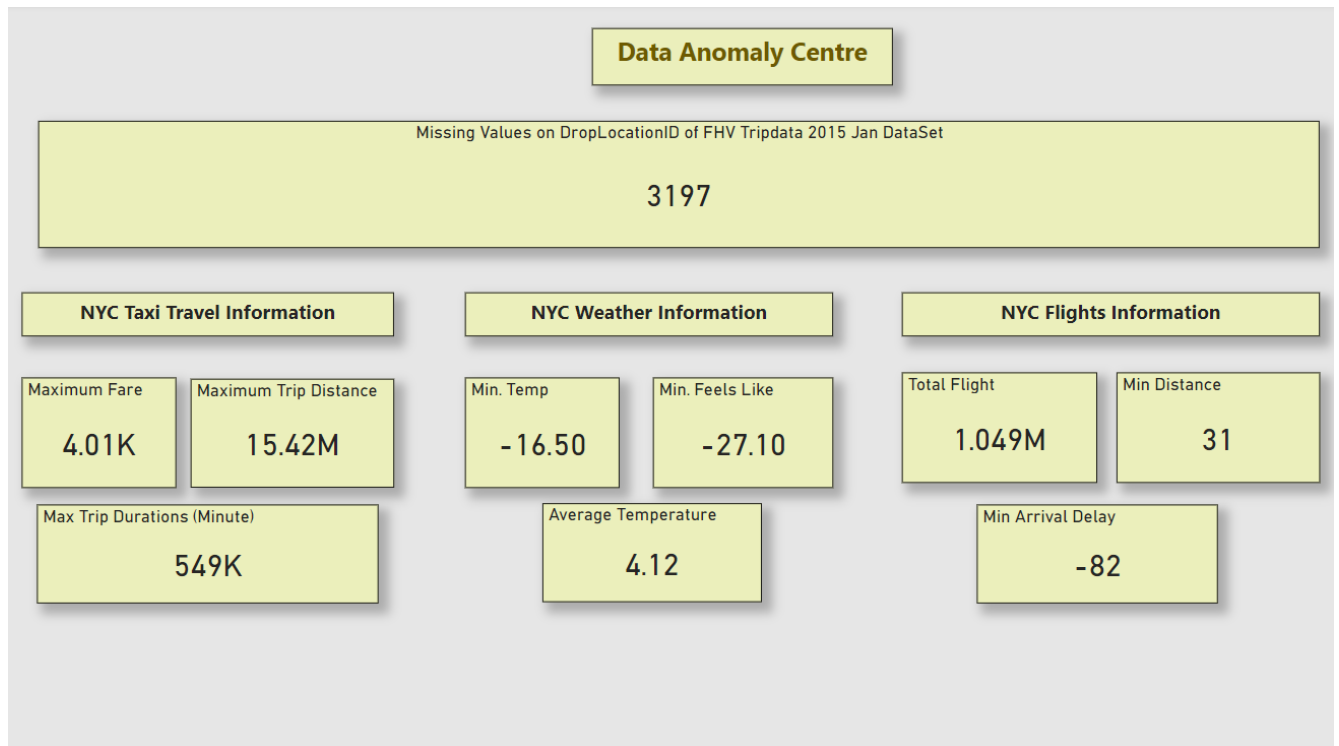 Data Anomaly Centre
Missing Values on DropLocationID of FHV Tripdata 2015 Jan DataSet
3197
NYC Taxi Travel Information
NYC Weather Information
NYC Flights Information
Maximum Fare
4.01K
Maximum Trip Distance
15.42M
Max Trip Durations (Minute)
549K
Min. Temp
-16.50
Min. Feels Like
-27.10
Average Temperature
4.12
Total Flight
1.049M
Min Distance
31
Min Arrival Delay
-82